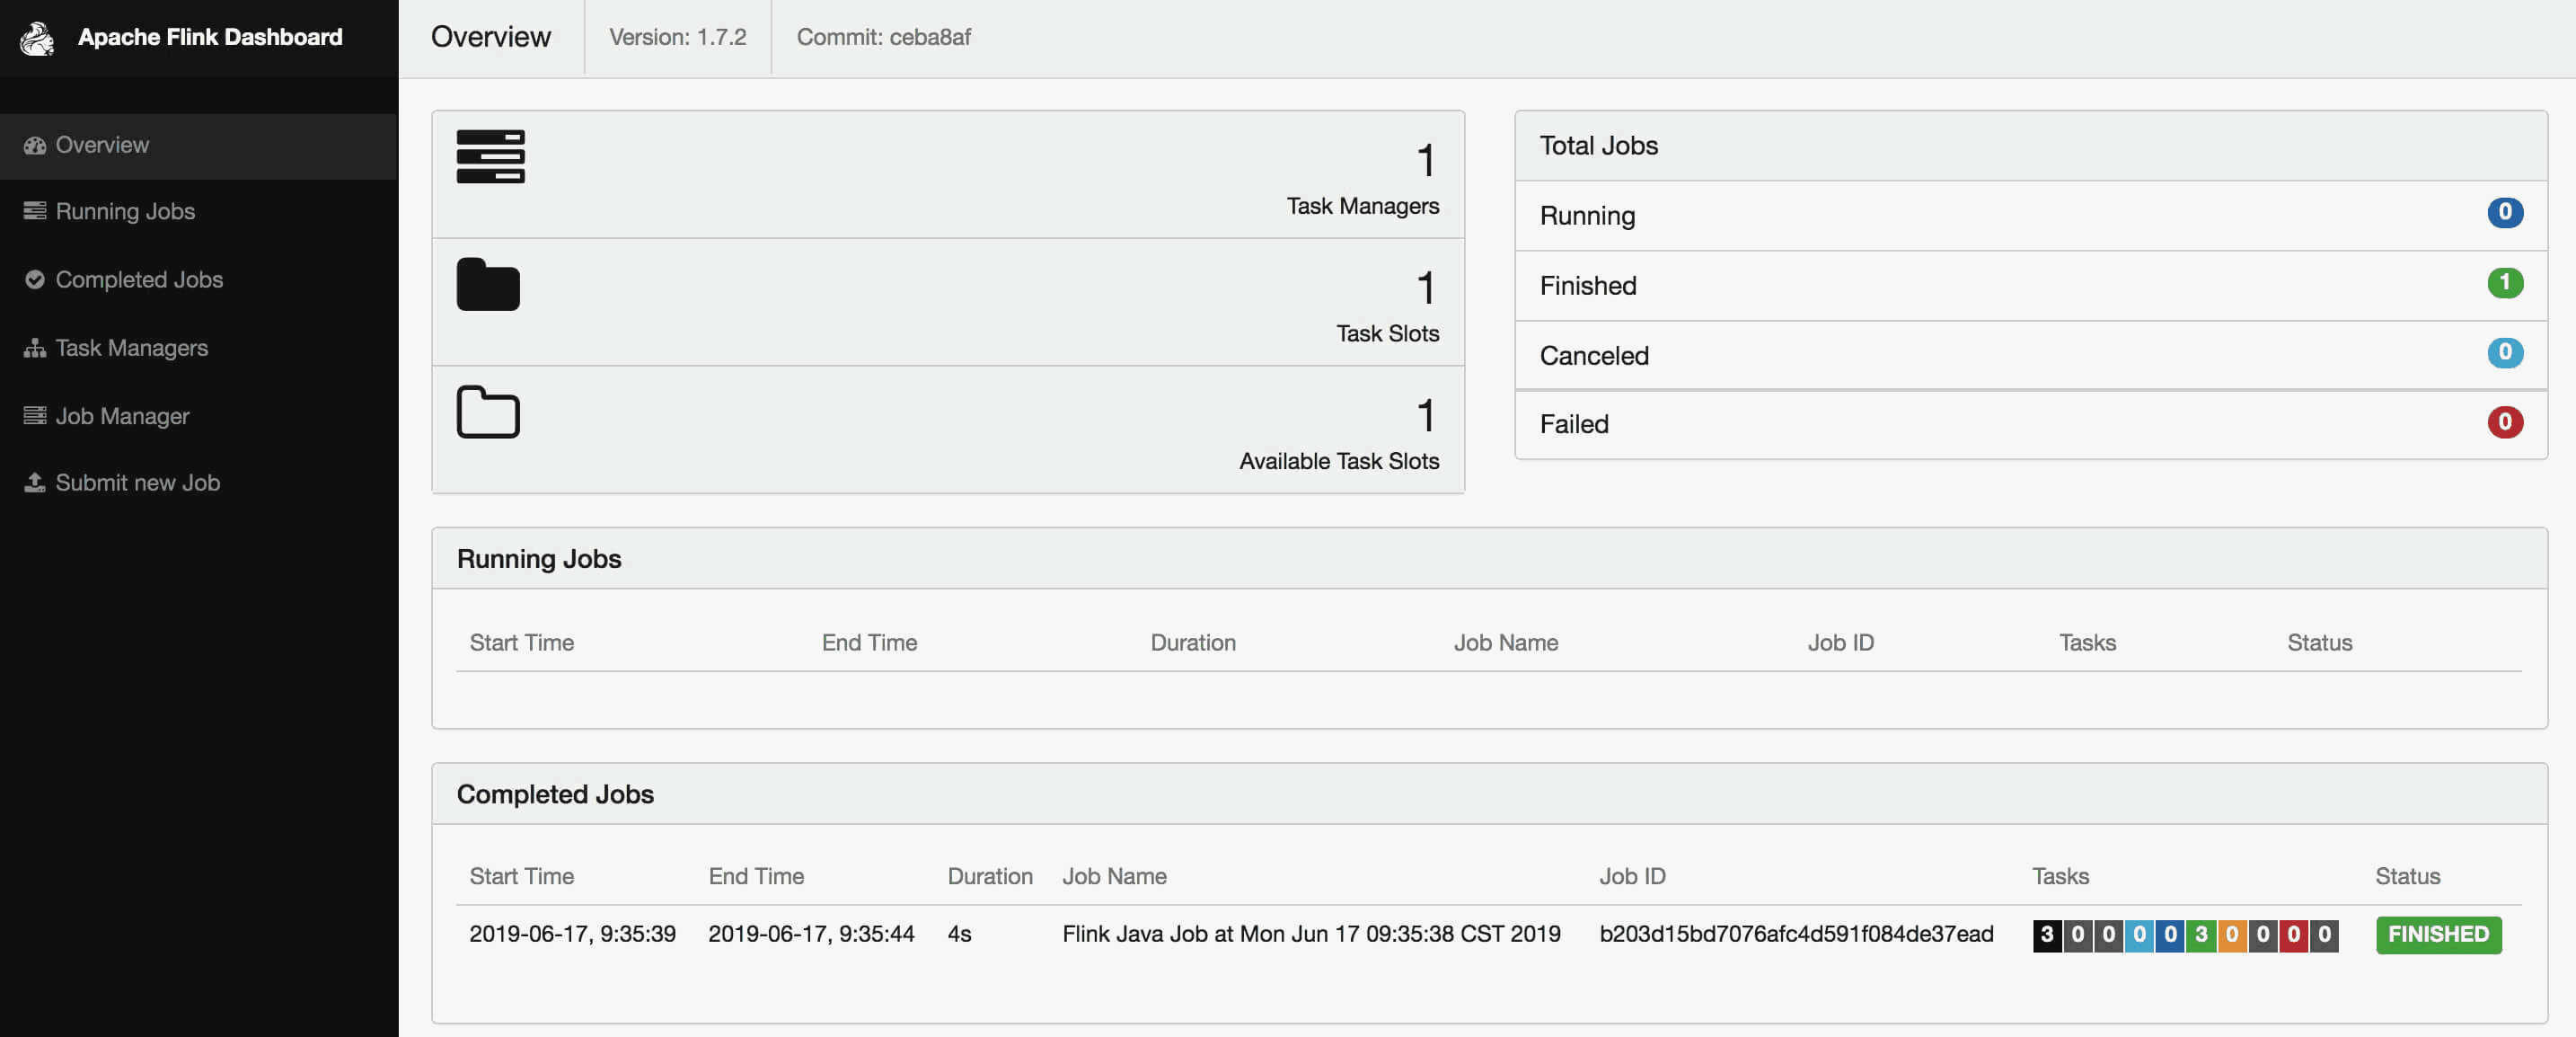 Apache Flink Dashboard
Overview
Running Jobs
Completed Jobs
Task Managers
Job Manager
Submit new Job
Overview Version: 1.7.2 Commit: ceba8af
1
Task Managers
1
Task Slots
1
Available Task Slots
Total Jobs
Running 0
Finished 1
Canceled 0
Failed 0
Running Jobs
Start Time End Time Duration Job Name Job ID Tasks Status
Completed Jobs
Start Time End Time Duration Job Name Job ID Tasks Status
2019-06-17, 9:35:39 2019-06-17, 9:35:44 4s Flink Java Job at Mon Jun 17 09:35:38 CST 2019 b203d15bd7076afc4d591f084de37ead 3 0 0 0 0 3 0 0 0 0 FINISHED